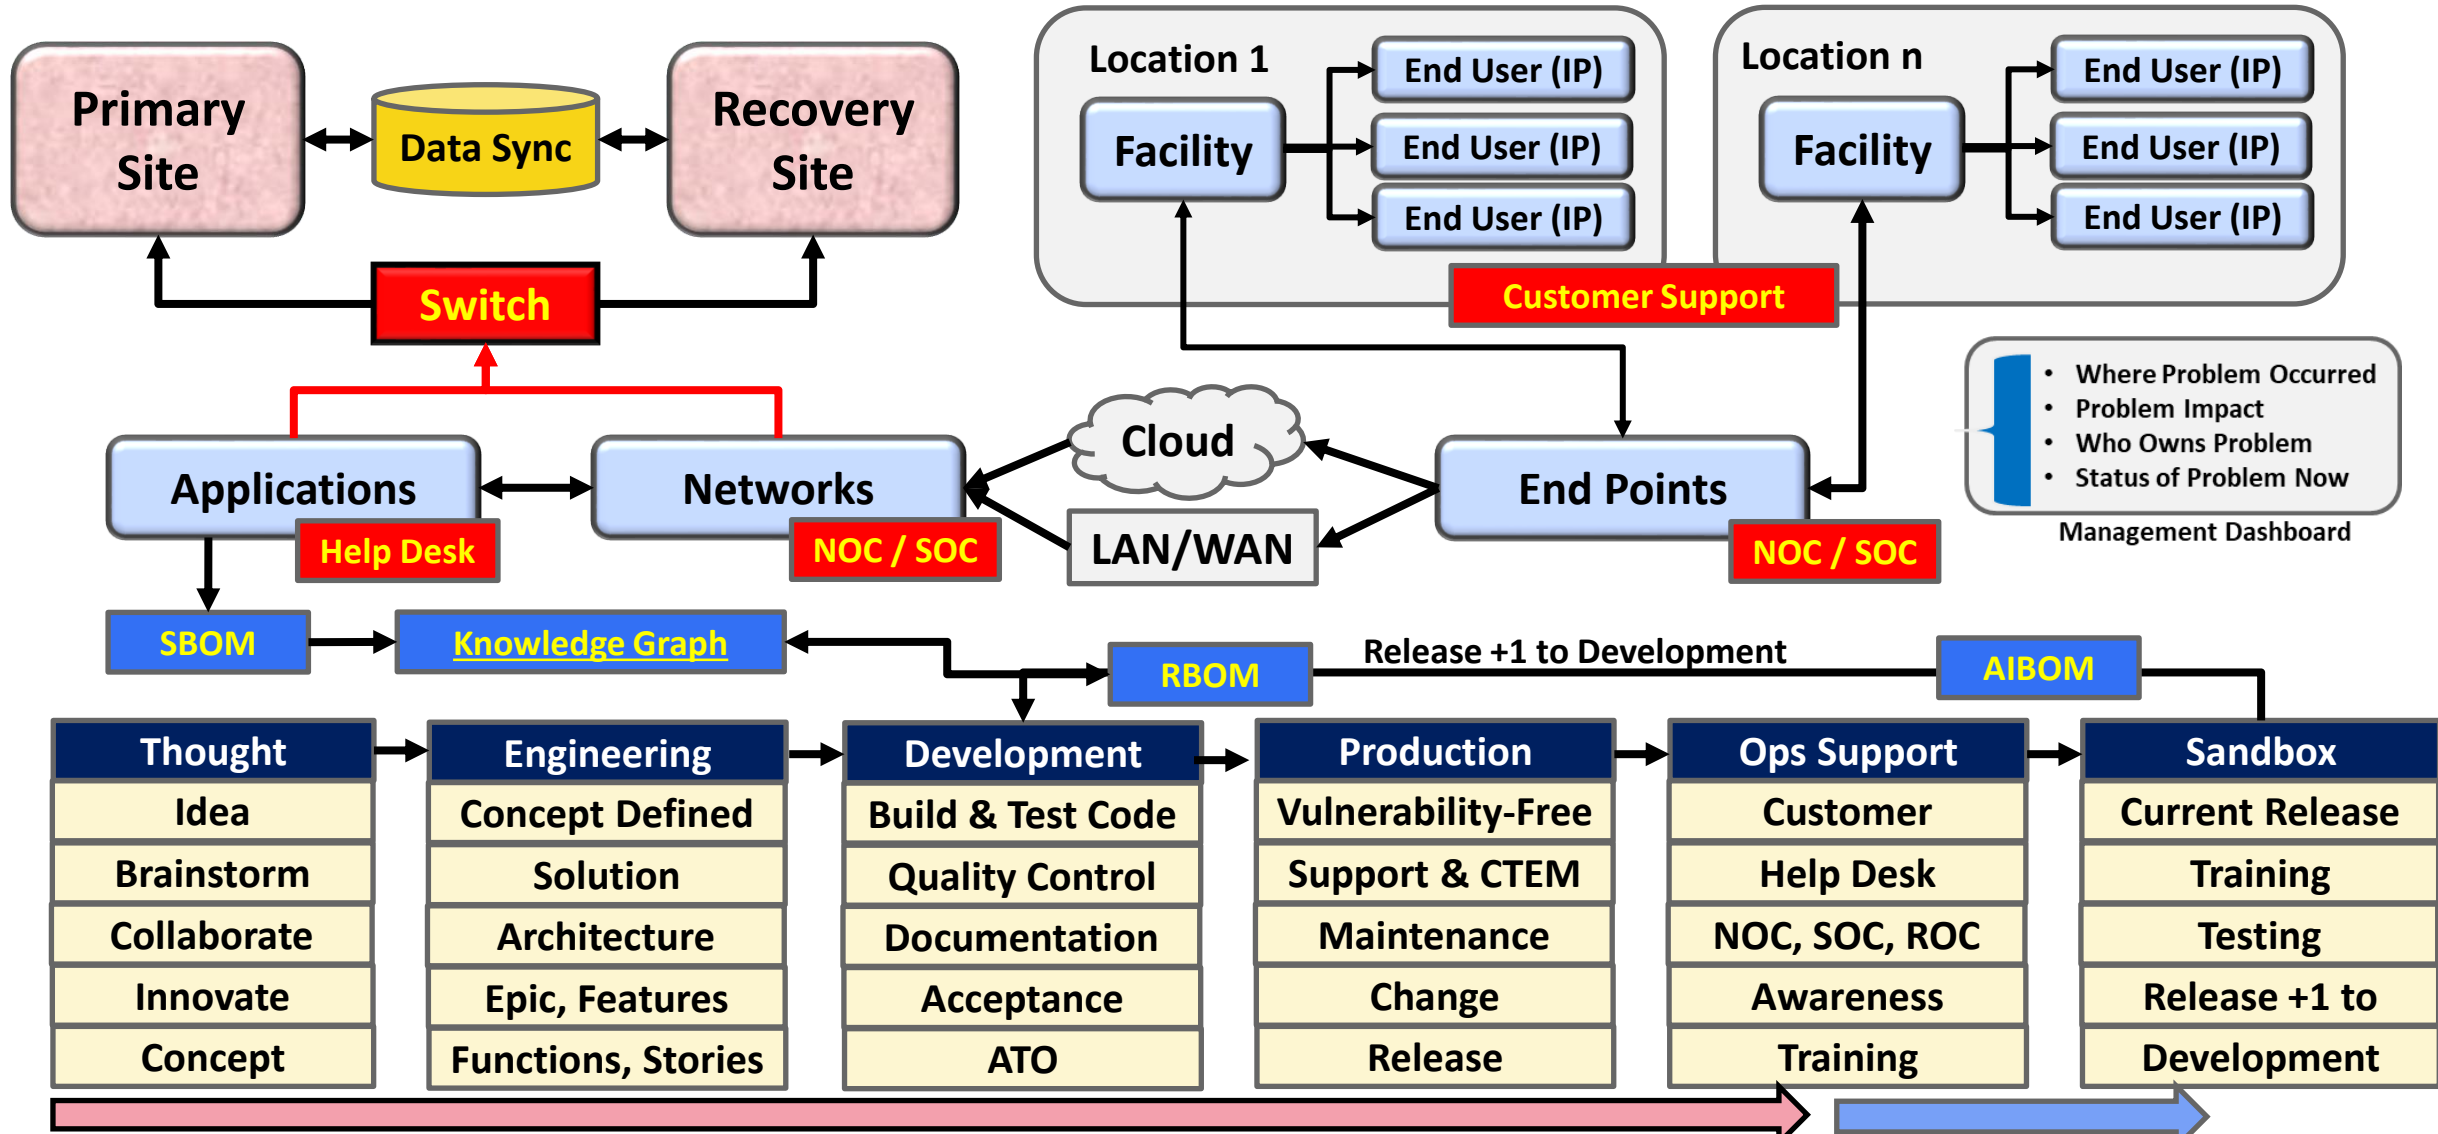 Primary
Site
Data Sync
Recovery
Site
Switch
Location 1
Facility
End User (IP)
End User (IP)
End User (IP)
Location n
Facility
End User (IP)
End User (IP)
End User (IP)
Customer Support
• Where Problem Occurred
• Problem Impact
• Who Owns Problem
• Status of Problem Now
Management Dashboard
Applications
Help Desk
Networks
NOC / SOC
Cloud
LAN/WAN
End Points
NOC / SOC
SBOM
Knowledge Graph
RBOM
Release +1 to Development
AIBOM
Thought
Idea
Brainstorm
Collaborate
Innovate
Concept
Engineering
Concept Defined
Solution
Architecture
Epic, Features
Functions, Stories
Development
Build & Test Code
Quality Control
Documentation
Acceptance
ATO
Production
Vulnerability-Free
Support & CTEM
Maintenance
Change
Release
Ops Support
Customer
Help Desk
NOC, SOC, ROC
Awareness
Training
Sandbox
Current Release
Training
Testing
Release +1 to
Development